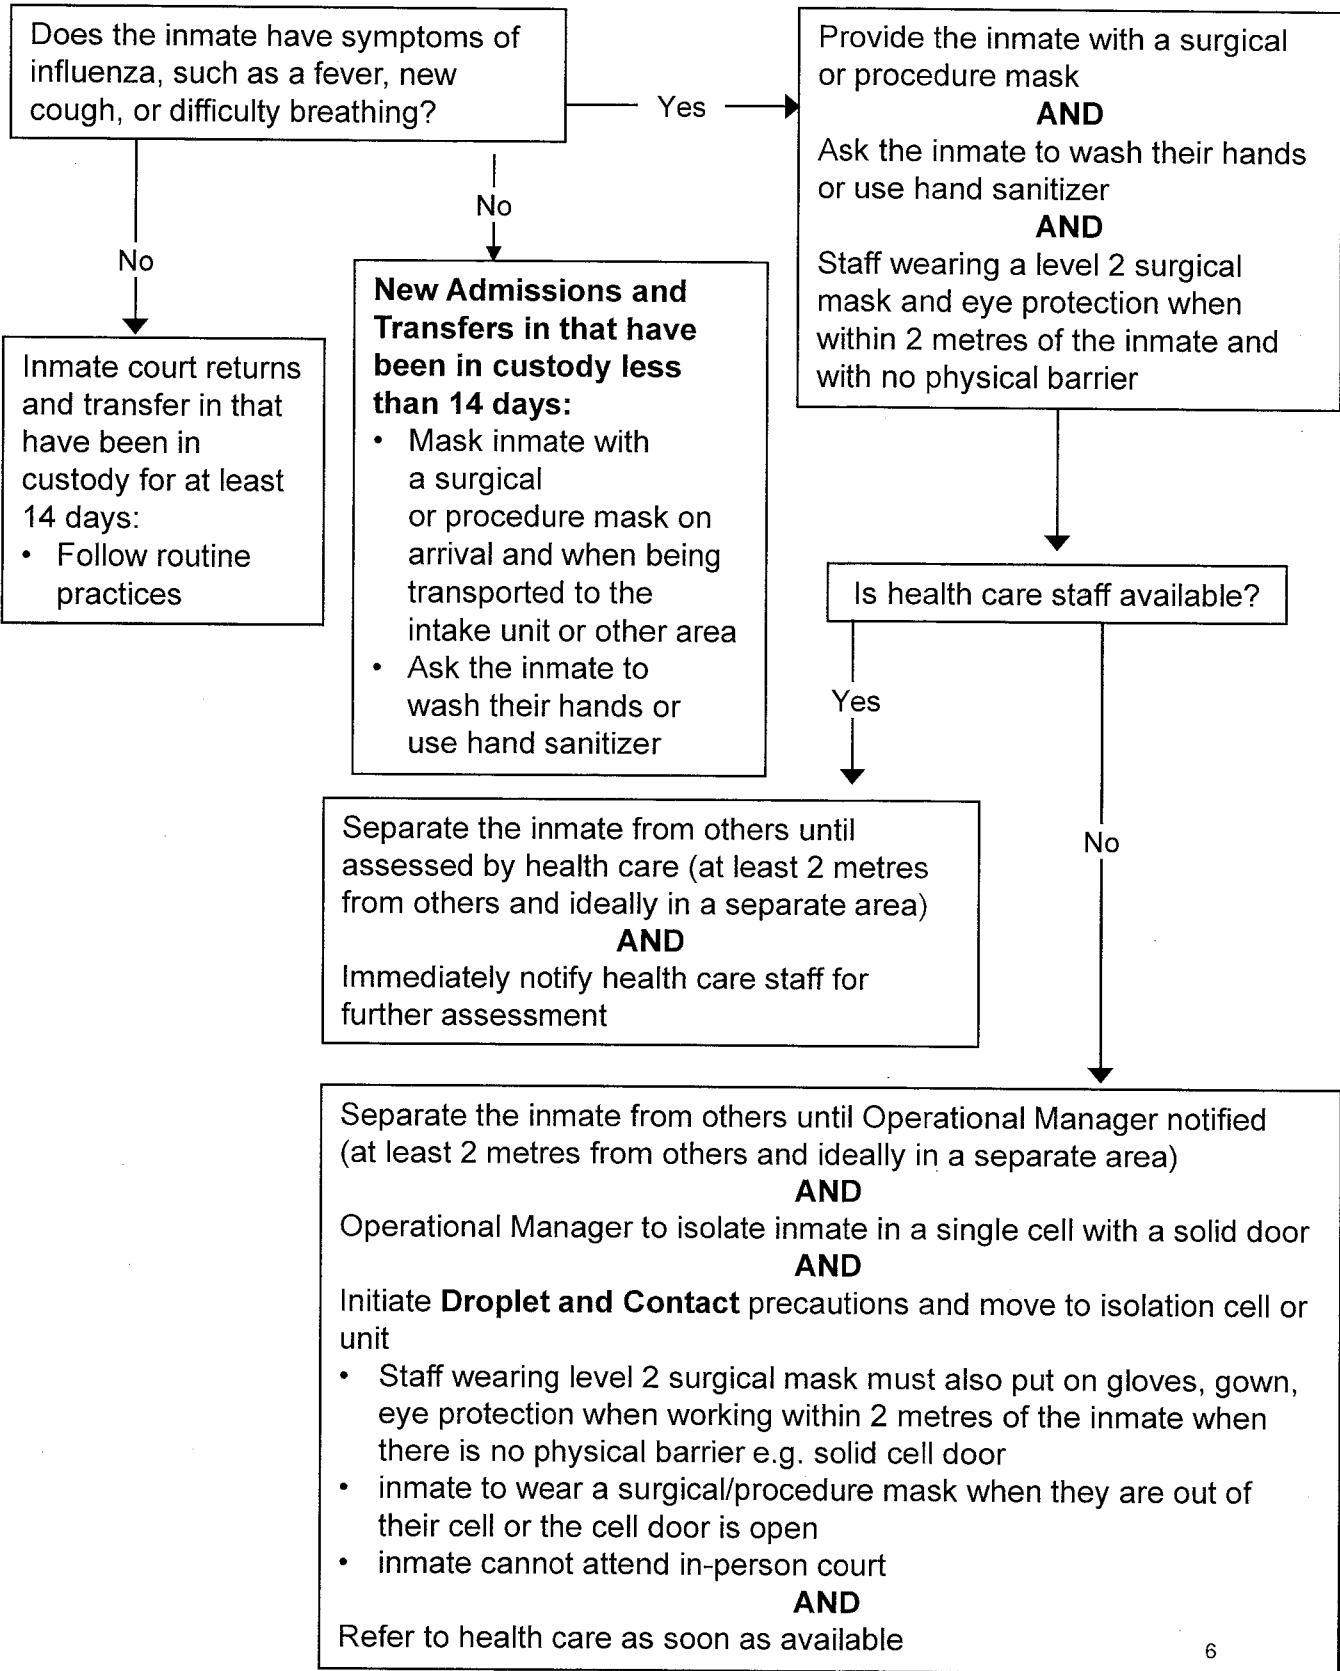 Does the inmate have symptoms of
influenza, such as a fever, new
cough, or difficulty breathing?
Yes
Provide the inmate with a surgical
or procedure mask
AND
Ask the inmate to wash their hands
or use hand sanitizer
AND
Staff wearing a level 2 surgical
mask and eye protection when
within 2 metres of the inmate and
with no physical barrier
No
No
Inmate court returns
and transfer in that
have been in
custody for at least
14 days:
• Follow routine
practices
New Admissions and
Transfers in that have
been in custody less
than 14 days:
• Mask inmate with
a surgical
or procedure mask on
arrival and when being
transported to the
intake unit or other area
• Ask the inmate to
wash their hands or
use hand sanitizer
Is health care staff available?
Yes
No
Separate the inmate from others until
assessed by health care (at least 2 metres
from others and ideally in a separate area)
AND
Immediately notify health care staff for
further assessment
Separate the inmate from others until Operational Manager notified
(at least 2 metres from others and ideally in a separate area)
AND
Operational Manager to isolate inmate in a single cell with a solid door
AND
Initiate Droplet and Contact precautions and move to isolation cell or
unit
• Staff wearing level 2 surgical mask must also put on gloves, gown,
eye protection when working within 2 metres of the inmate when
there is no physical barrier e.g. solid cell door
• inmate to wear a surgical/procedure mask when they are out of
their cell or the cell door is open
• inmate cannot attend in-person court
AND
Refer to health care as soon as available
6